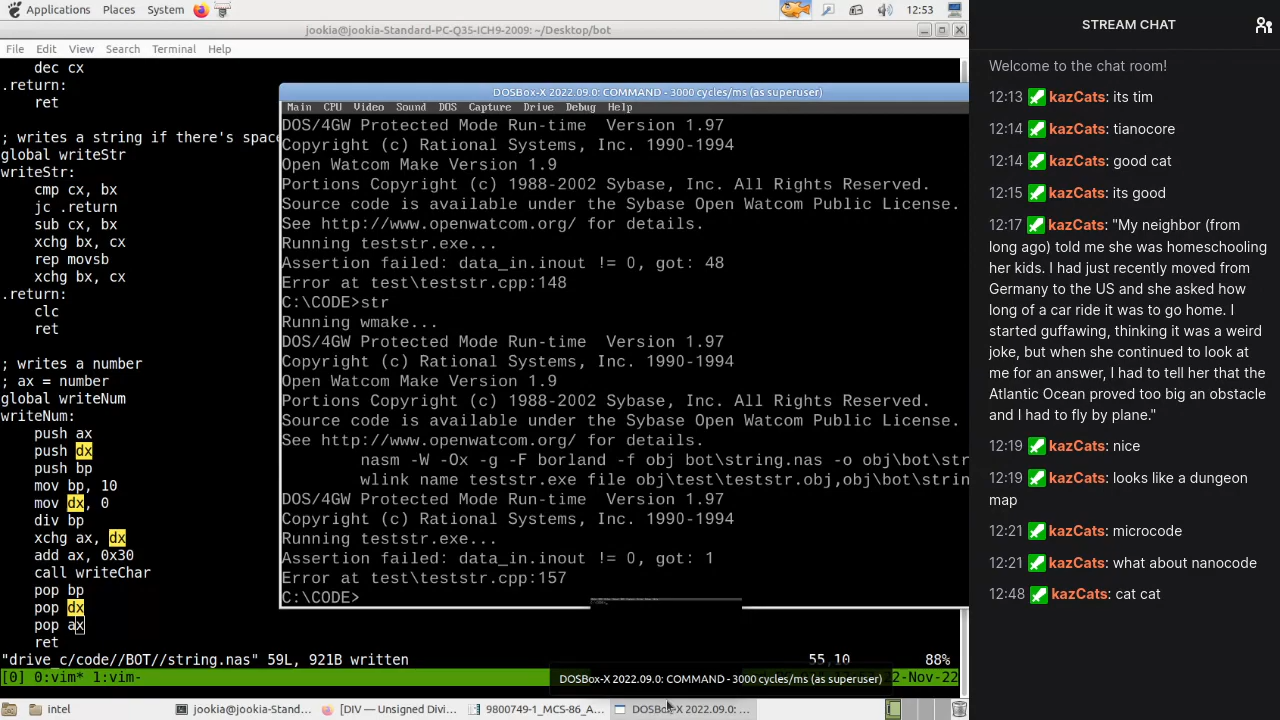 Applications Places System
12:53
jookia@jookia-Standard-PC-Q35-ICH9-2009: ~/Desktop/bot
File Edit View Search Terminal Help
dec cx
.return:
ret
; writes a string if there's space
global writeStr
writeStr:
cmp cx, bx
jc .return
sub cx, bx
xchg bx, cx
rep movsb
xchg bx, cx
.return:
clc
ret
; writes a number
; ax = number
global writeNum
writeNum:
push ax
push dx
push bp
mov bp, 10
mov dx, 0
div bp
xchg ax, dx
add ax, 0x30
call writeChar
pop bp
pop dx
pop ax
ret
"drive_c/code//BOT//string.nas" 59L, 921B written
55,10
88%
[0] 0:vim* 1:vim-
2-Nov-22
DOSBox-X 2022.09.0: COMMAND - 3000 cycles/ms (as superuser)
Main CPU Video Sound DOS Capture Drive Debug Help
DOS/4GW Protected Mode Run-time Version 1.97
Copyright (c) Rational Systems, Inc. 1990-1994
Open Watcom Make Version 1.9
Portions Copyright (c) 1988-2002 Sybase, Inc. All Rights Reserved.
Source code is available under the Sybase Open Watcom Public License.
See http://www.openwatcom.org/ for details.
Running teststr.exe...
Assertion failed: data_in.inout != 0, got: 48
Error at test\teststr.cpp:148
C:\CODE>str
Running wmake...
DOS/4GW Protected Mode Run-time Version 1.97
Copyright (c) Rational Systems, Inc. 1990-1994
Open Watcom Make Version 1.9
Portions Copyright (c) 1988-2002 Sybase, Inc. All Rights Reserved.
Source code is available under the Sybase Open Watcom Public License.
See http://www.openwatcom.org/ for details.
nasm -W -Ox -g -F borland -f obj bot\string.nas -o obj\bot\str
wlink name teststr.exe file obj\test\teststr.obj,obj\bot\strin
DOS/4GW Protected Mode Run-time Version 1.97
Copyright (c) Rational Systems, Inc. 1990-1994
Running teststr.exe...
Assertion failed: data_in.inout != 0, got: 1
Error at test\teststr.cpp:157
C:\CODE>
DOSBox-X 2022.09.0: COMMAND - 3000 cycles/ms (as superuser)
intel
jookia@jookia-Stand...
[DIV — Unsigned Divi...
9800749-1_MCS-86_A...
DOSBox-X 2022.09.0: ...
STREAM CHAT
Welcome to the chat room!
12:13 kazCats: its tim
12:14 kazCats: tianocore
12:14 kazCats: good cat
12:15 kazCats: its good
12:17 kazCats: "My neighbor (from
long ago) told me she was homeschooling
her kids. I had just recently moved from
Germany to the US and she asked how
long of a car ride it was to go home. I
started guffawing, thinking it was a weird
joke, but when she continued to look at
me for an answer, I had to tell her that the
Atlantic Ocean proved too big an obstacle
and I had to fly by plane."
12:19 kazCats: nice
12:19 kazCats: looks like a dungeon
map
12:21 kazCats: microcode
12:21 kazCats: what about nanocode
12:48 kazCats: cat cat